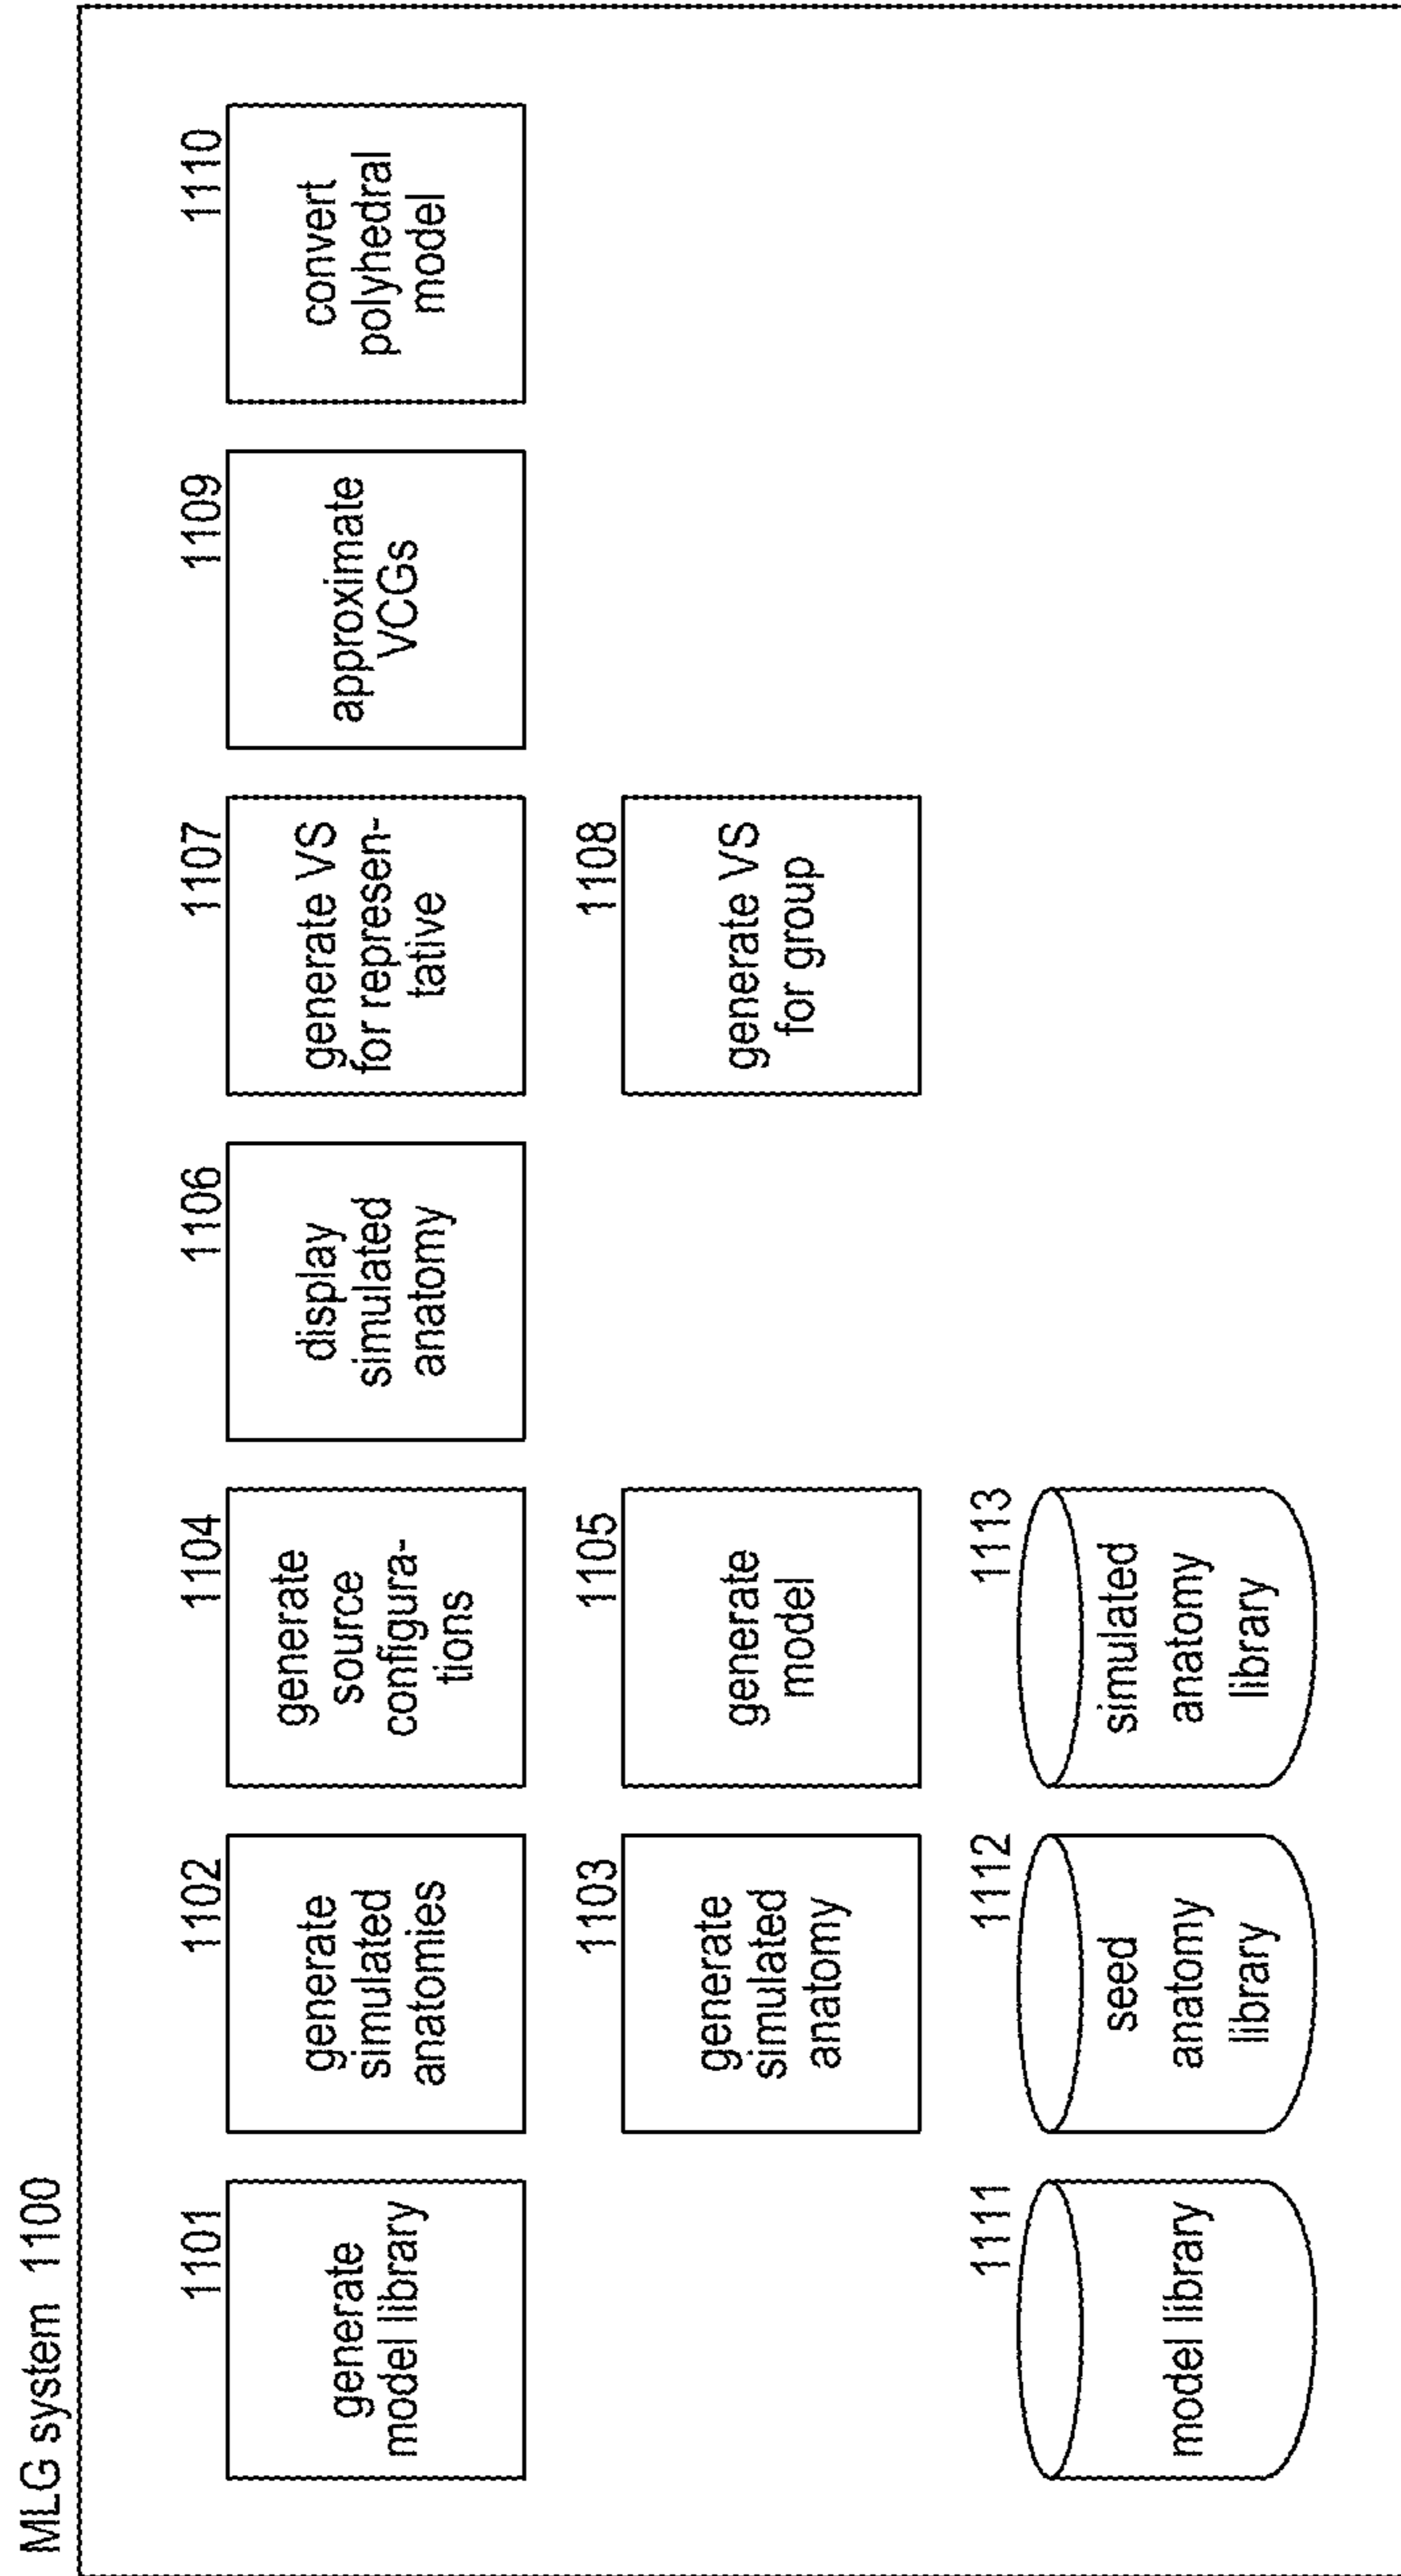 MLG system 1100
1101
generate
model library
1102
generate
simulated
anatomies
1104
generate
source
configura-
tions
1106
display
simulated
anatomy
1107
generate VS
for represen-
tative
1109
approximate
VCGs
1110
convert
polyhedral
model
1103
generate
simulated
anatomy
1105
generate
model
1108
generate VS
for group
1111
model library
1112
seed
anatomy
library
1113
simulated
anatomy
library